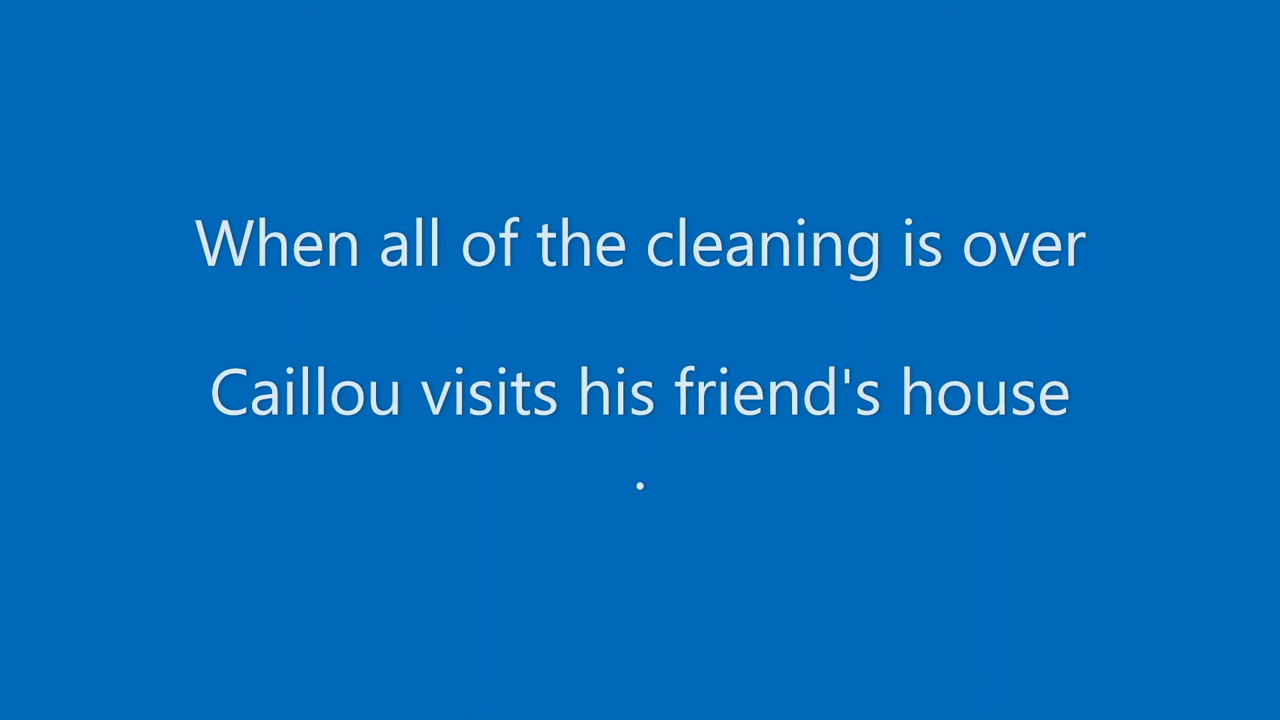 When all of the cleaning is over
Caillou visits his friend's house
.